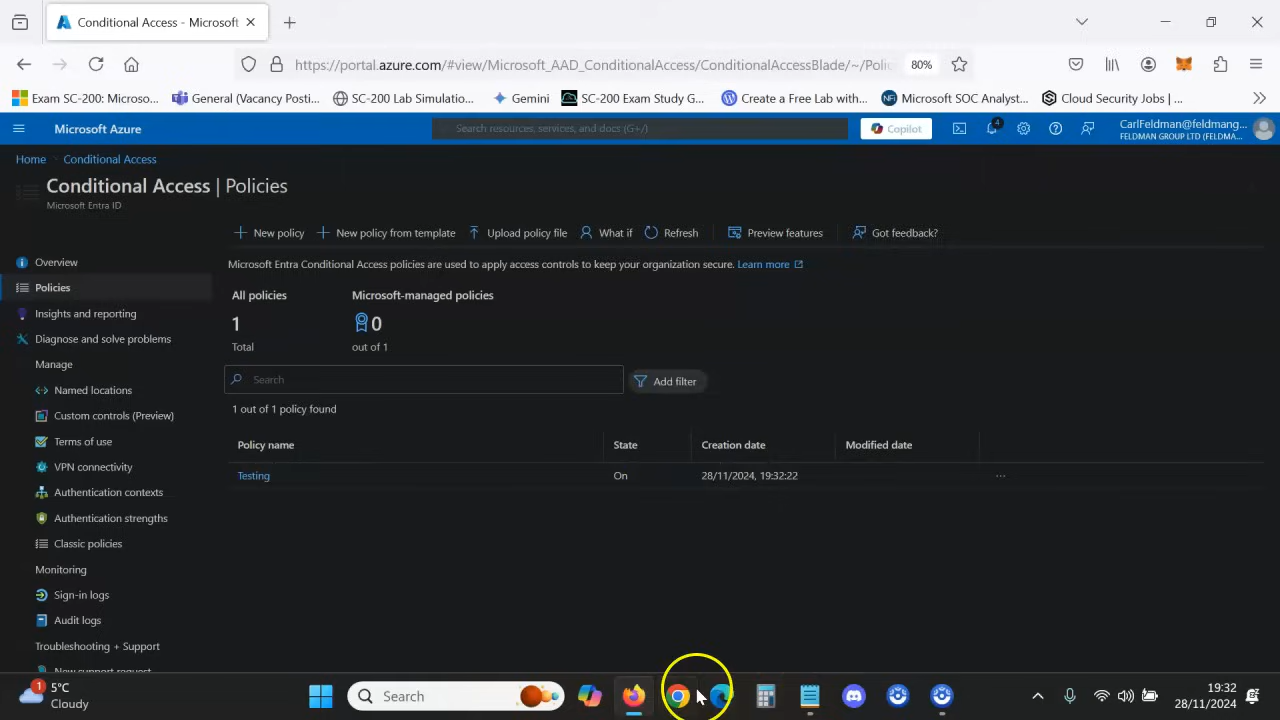 Conditional Access - Microsoft
https://portal.azure.com/#view/Microsoft_AAD_ConditionalAccess/ConditionalAccessBlade/~/Polic
80%
Exam SC-200: Microso...
General (Vacancy Posti...
SC-200 Lab Simulatio...
Gemini
SC-200 Exam Study G...
Create a Free Lab with...
Microsoft SOC Analyst...
Cloud Security Jobs | ...
Microsoft Azure
Search resources, services, and docs (G+/)
Copilot
4
CarlFeldman@feldmang...
FELDMAN GROUP LTD (FELDMA...
Home
Conditional Access
Conditional Access | Policies
Microsoft Entra ID
New policy
New policy from template
Upload policy file
What if
Refresh
Preview features
Got feedback?
Microsoft Entra Conditional Access policies are used to apply access controls to keep your organization secure. Learn more
Overview
Policies
Insights and reporting
Diagnose and solve problems
Manage
Named locations
Custom controls (Preview)
Terms of use
VPN connectivity
Authentication contexts
Authentication strengths
Classic policies
Monitoring
Sign-in logs
Audit logs
Troubleshooting + Support
New support request
All policies
Microsoft-managed policies
1
0
Total
out of 1
Search
Add filter
1 out of 1 policy found
Policy name
State
Creation date
Modified date
Testing
On
28/11/2024, 19:32:22
...
1
5°C
Cloudy
Search
19:32
28/11/2024